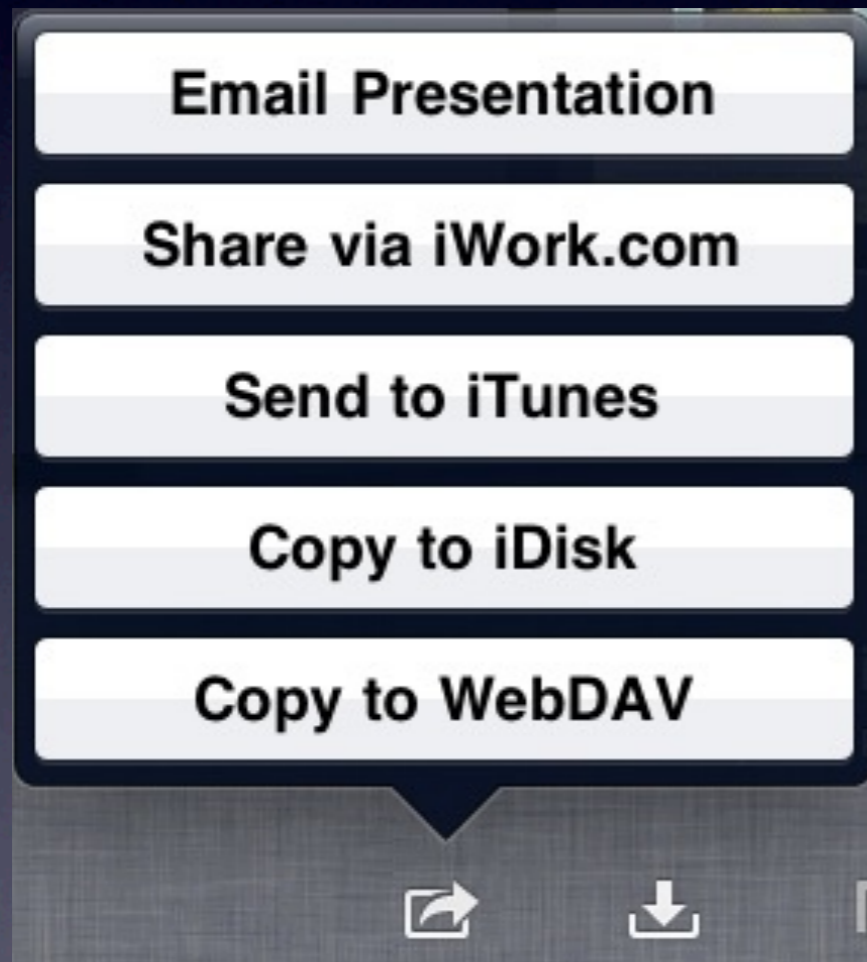 Email Presentation
Share via iWork.com
Send to iTunes
Copy to iDisk
Copy to WebDAV